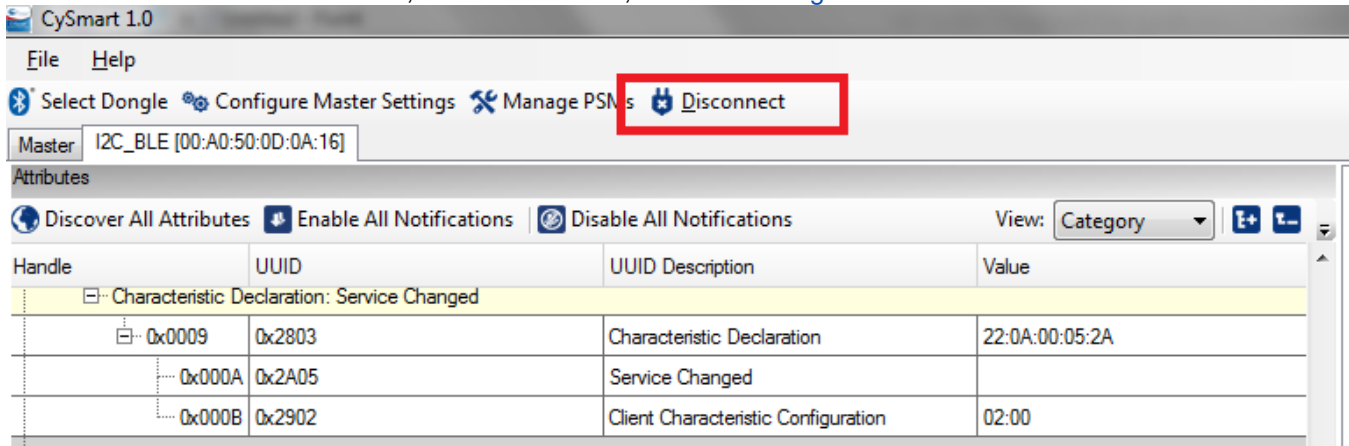 CySmart 1.0
File Help
Select Dongle Configure Master Settings Manage PSMs Disconnect
Master I2C_BLE [00:A0:50:0D:0A:16]
Attributes
Discover All Attributes Enable All Notifications Disable All Notifications View: Category
Handle UUID UUID Description Value
Characteristic Declaration: Service Changed
0x0009 0x2803 Characteristic Declaration 22:0A:00:05:2A
0x000A 0x2A05 Service Changed
0x000B 0x2902 Client Characteristic Configuration 02:00